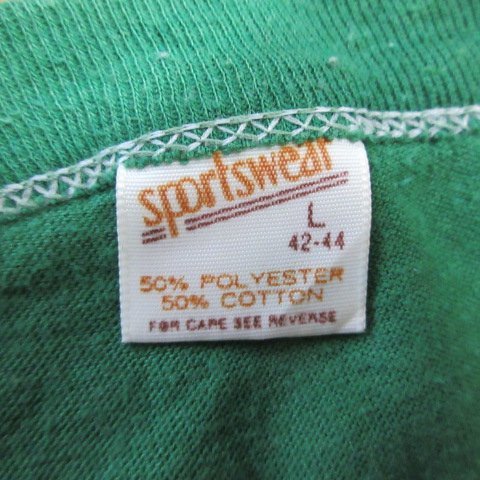 sportswear
L
42-44
50% POLYESTER
50% COTTON
FOR CARE SEE REVERSE